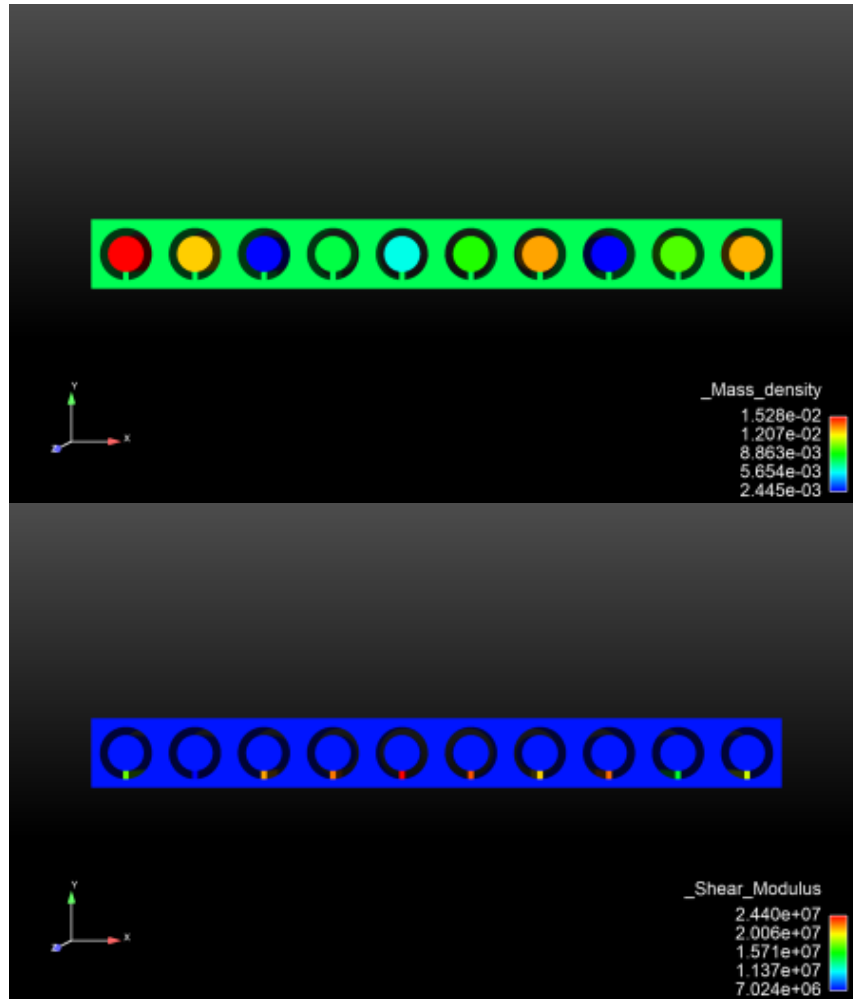 _Mass_density
1.528e-02
1.207e-02
8.863e-03
5.654e-03
2.445e-03
Y
X
Z
_Shear_Modulus
2.440e+07
2.006e+07
1.571e+07
1.137e+07
7.024e+06
Y
X
Z